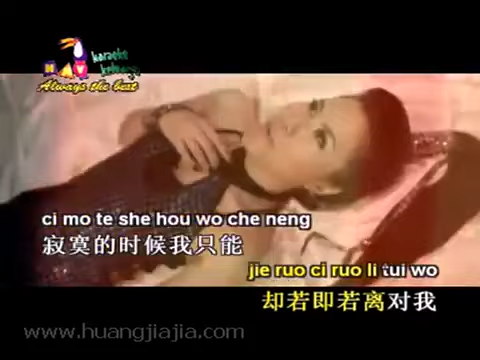 karaoke
NAV
Always the best
ci mo te she hou wo che neng
寂寞的时候我只能
jie ruo ci ruo li tui wo
却若即若离对我
www.huangjiajia.com